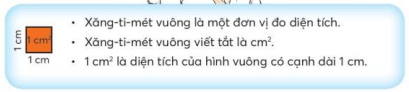 • Xăng-ti-mét vuông là một đơn vị đo diện tích.
1 cm
1 cm²
• Xăng-ti-mét vuông viết tắt là cm².
1 cm
• 1 cm² là diện tích của hình vuông có cạnh dài 1 cm.